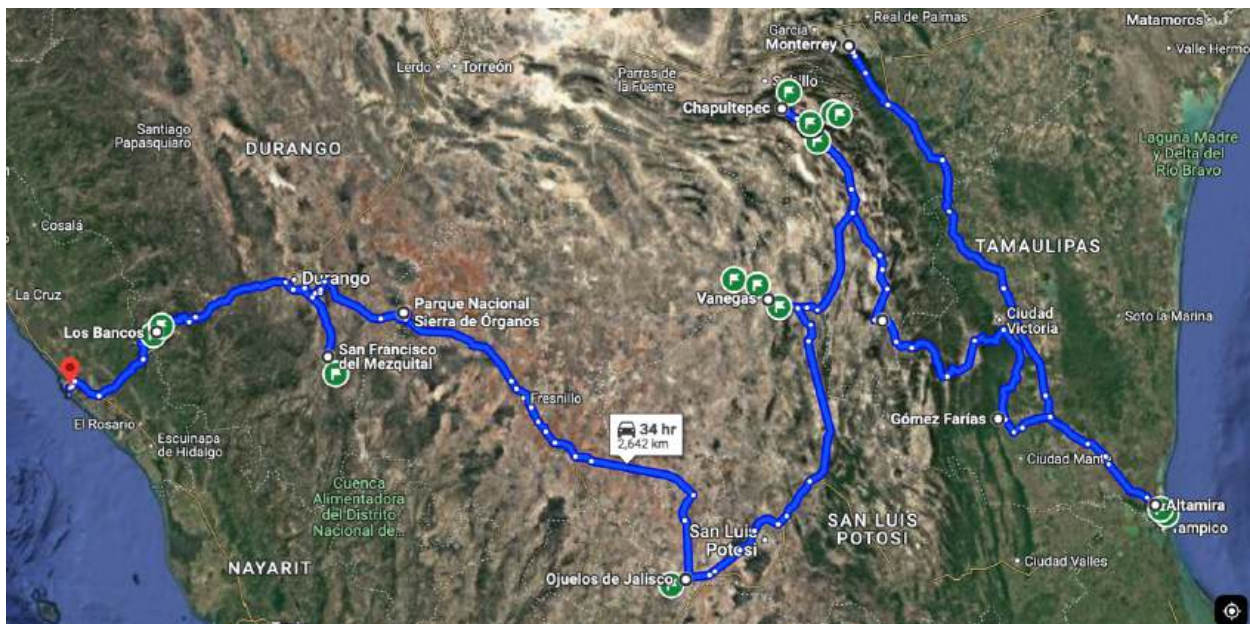 Real de Palmas
García
Matamoros
Monterrey
Valle Hermo
Lerdo
Torreón
Parras de
la Fuente
Chapultepec
Santiago
Papasquiaro
DURANGO
Laguna Madre
y Delta del
Río Bravo
Cosalá
TAMAULIPAS
Durango
La Cruz
Parque Nacional
Sierra de Órganos
Vanegas
Los Bancos
Ciudad
Victoria
Soto la Marina
San Francisco
del Mezquital
Fresnillo
El Rosario
34 hr
2,642 km
Gómez Farías
Escuinapa
de Hidalgo
Ciudad Mante
Cuenca
Alimentadora
del Distrito
Nacional de...
Altamira
ampico
San Luis
Potosí
SAN LUIS
POTOSÍ
NAYARIT
Ojuelos de Jalisco
Ciudad Valles